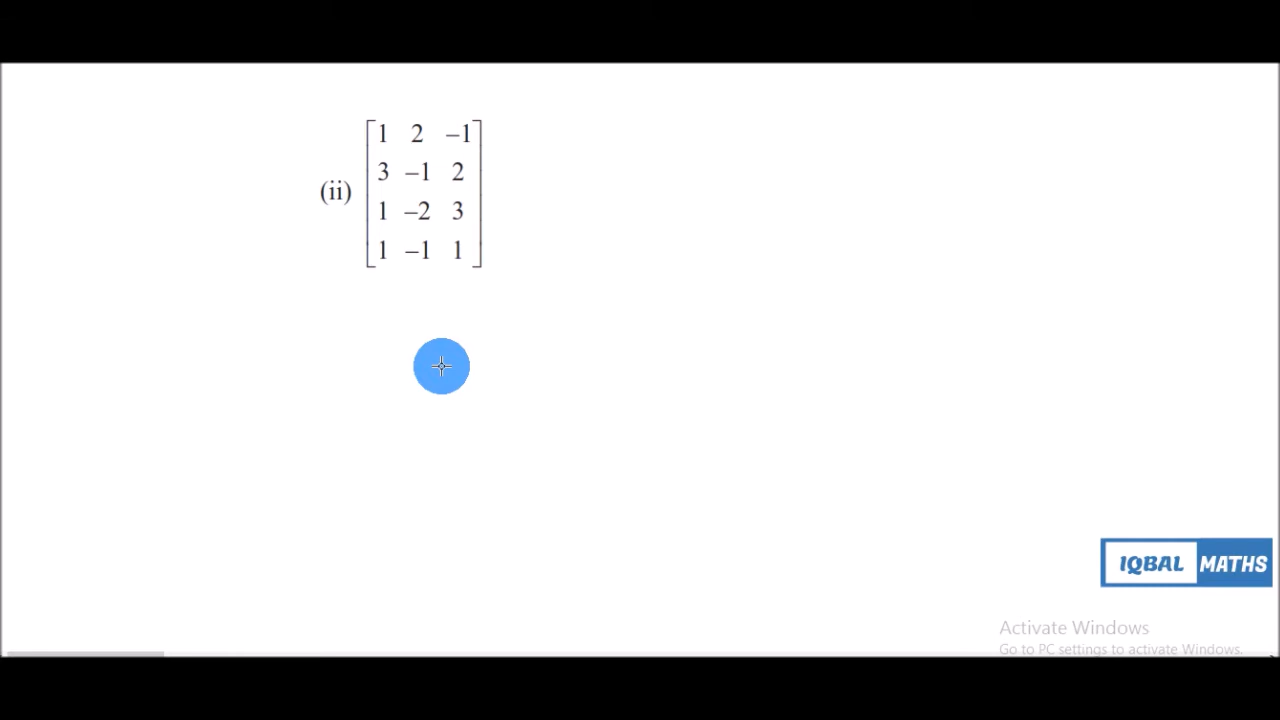 (ii)
1 2 –1
3 –1 2
1 –2 3
1 –1 1
IQBAL MATHS
Activate Windows
Go to PC settings to activate Windows.